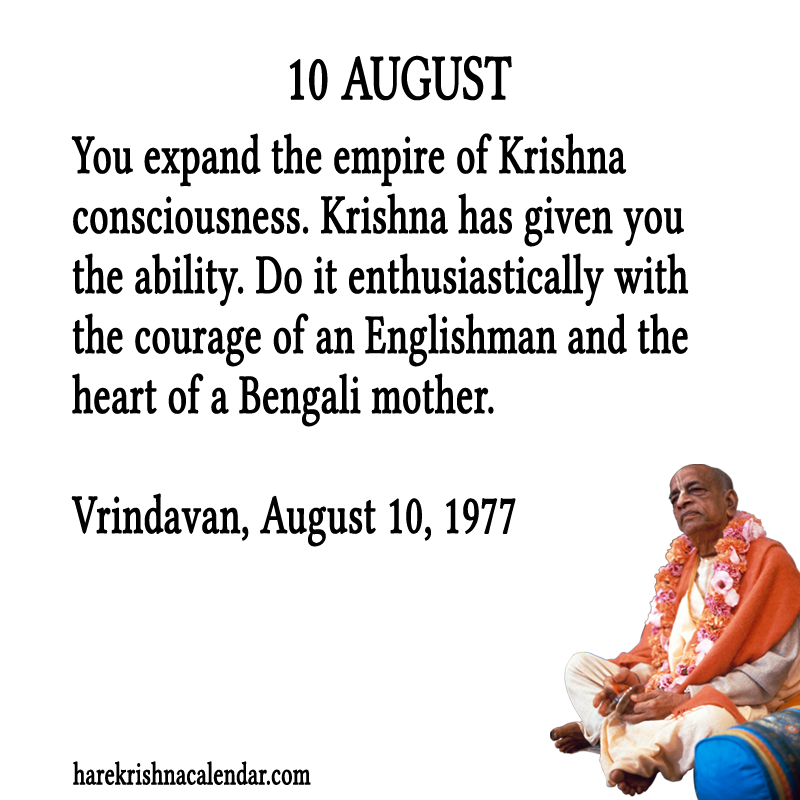 10 AUGUST
You expand the empire of Krishna
consciousness. Krishna has given you
the ability. Do it enthusiastically with
the courage of an Englishman and the
heart of a Bengali mother.
Vrindavan, August 10, 1977
harekrishnacalendar.com